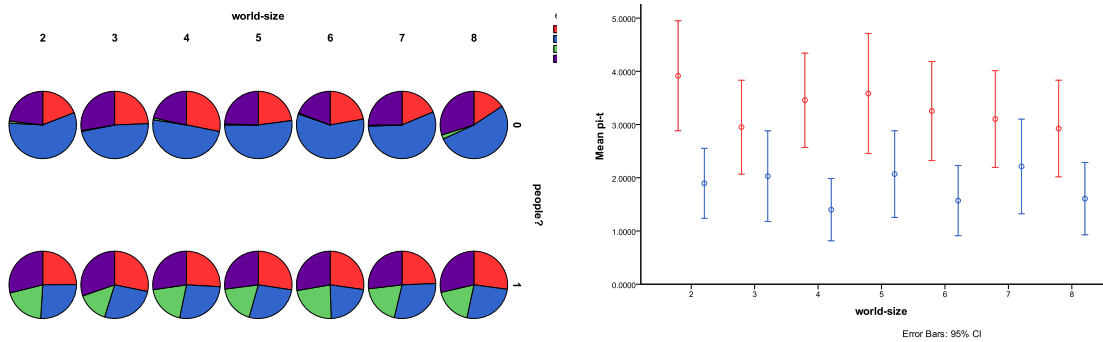 world-size
2 3 4 5 6 7 8
0
people?
1
5.0000
4.0000
3.0000
2.0000
1.0000
0.0000
Mean pi-t
2 3 4 5 6 7 8
world-size
Error Bars: 95% CI